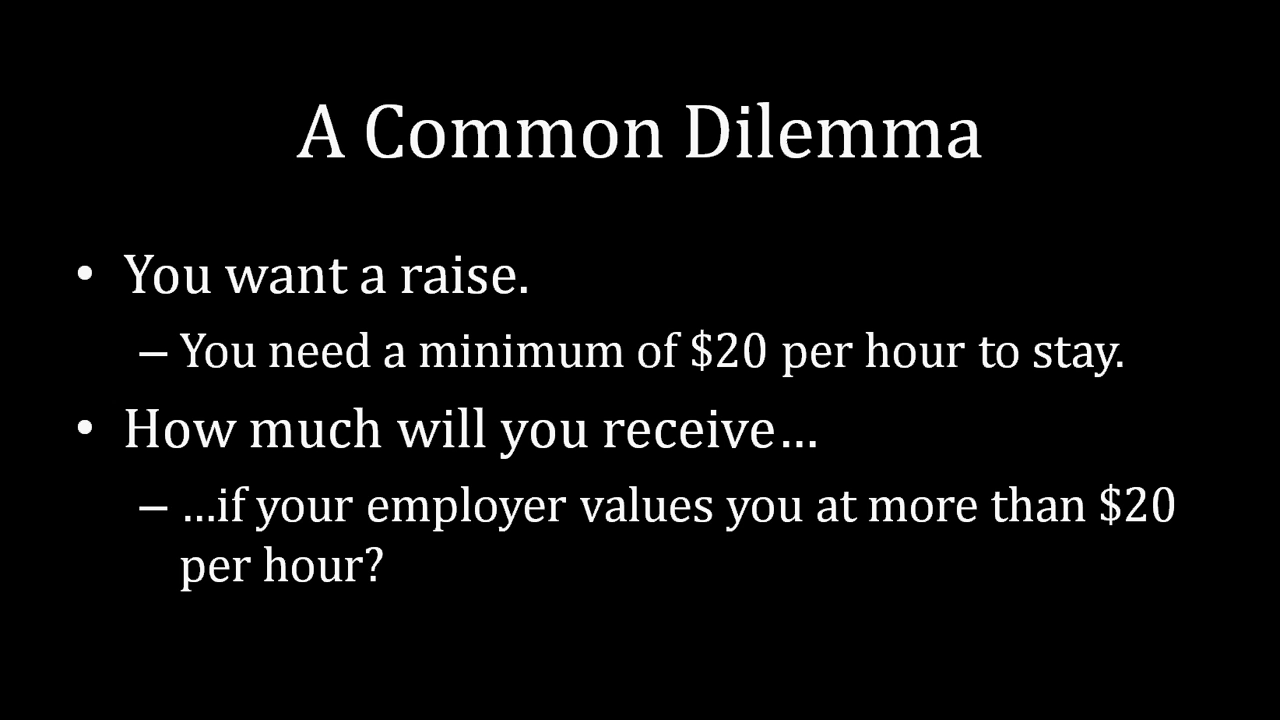 A Common Dilemma
• You want a raise.
– You need a minimum of $20 per hour to stay.
• How much will you receive…
– …if your employer values you at more than $20
per hour?